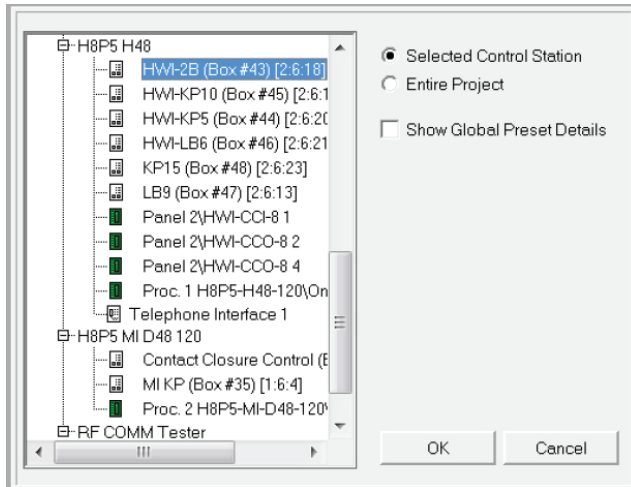 H8P5 H48
HWI-2B (Box #43) [2:6:18]
HWI-KP10 (Box #45) [2:6:1
HWI-KP5 (Box #44) [2:6:20
HWI-LB6 (Box #46) [2:6:21
KP15 (Box #48) [2:6:23]
LB9 (Box #47) [2:6:13]
Panel 2\HWI-CCI-8 1
Panel 2\HWI-CCO-8 2
Panel 2\HWI-CCO-8 4
Proc. 1 H8P5-H48-120\On
Telephone Interface 1
H8P5 MI D48 120
Contact Closure Control (E
MI KP (Box #35) [1:6:4]
Proc. 2 H8P5-MI-D48-120\
RF COMM Tester
Selected Control Station
Entire Project
Show Global Preset Details
OK
Cancel